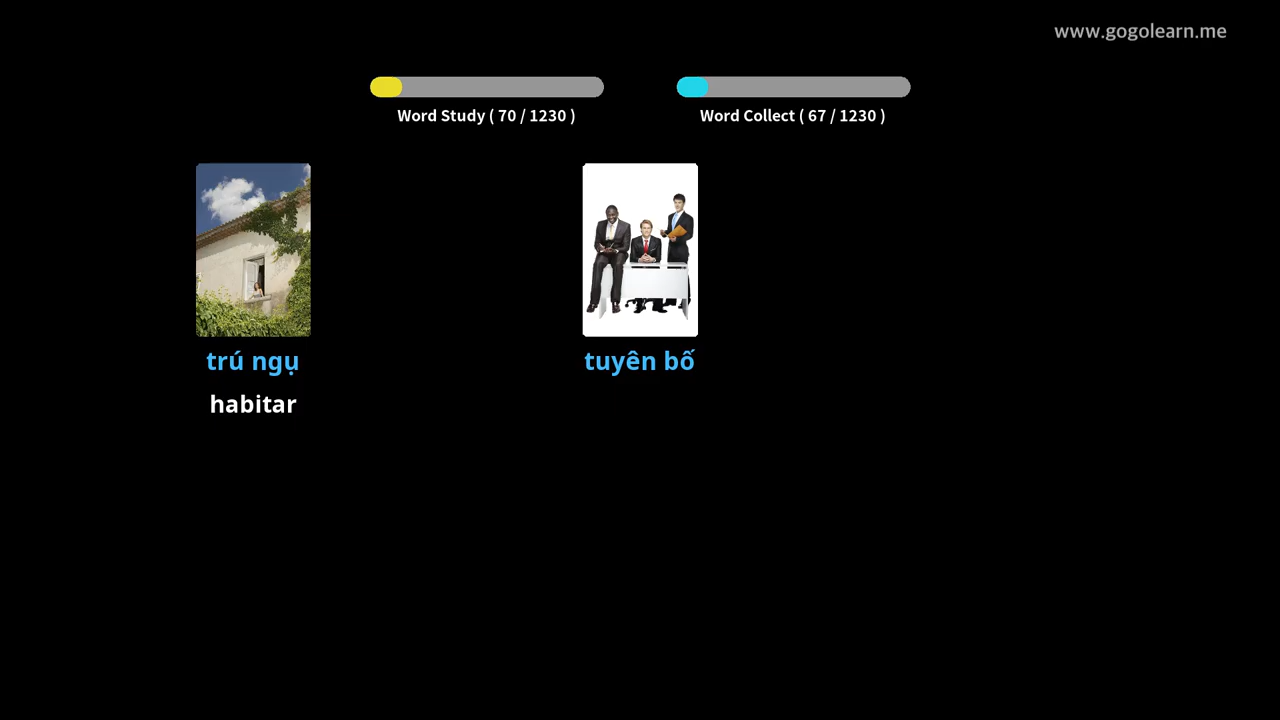 www.gogolearn.me
Word Study ( 70 / 1230 )
Word Collect ( 67 / 1230 )
trú ngụ
tuyên bố
habitar